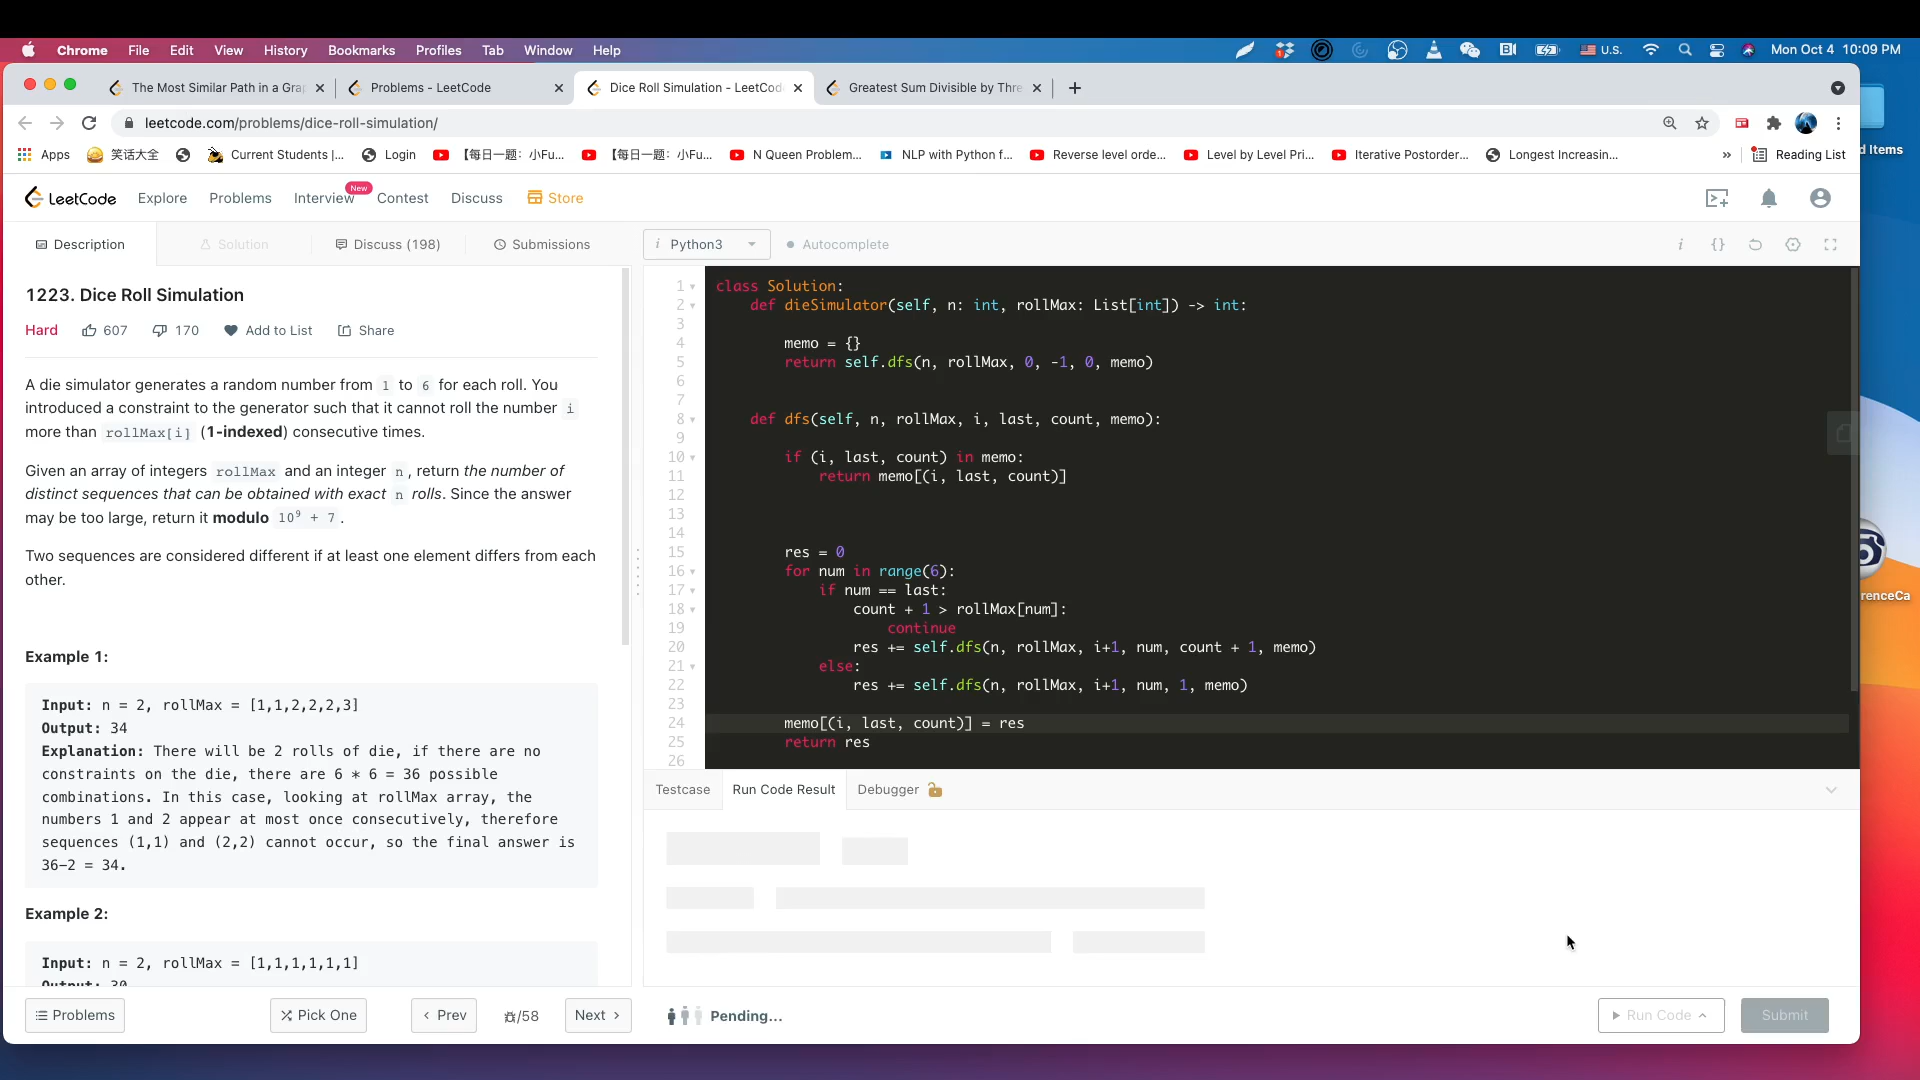 Chrome File Edit View History Bookmarks Profiles Tab Window Help U.S. Mon Oct 4 10:09 PM
The Most Similar Path in a Gra Problems - LeetCode Dice Roll Simulation - LeetCod Greatest Sum Divisible by Thre
leetcode.com/problems/dice-roll-simulation/
Apps 笑话大全 Current Students |... Login 【每日一题：小Fu... 【每日一题：小Fu... N Queen Problem... NLP with Python f... Reverse level orde... Level by Level Pri... Iterative Postorder... Longest Increasin... » Reading List
d Items
LeetCode Explore Problems Interview New Contest Discuss Store
Description Solution Discuss (198) Submissions
i Python3 Autocomplete i {}
1223. Dice Roll Simulation
Hard 607 170 Add to List Share
A die simulator generates a random number from 1 to 6 for each roll. You
introduced a constraint to the generator such that it cannot roll the number i
more than rollMax[i] (1-indexed) consecutive times.
Given an array of integers rollMax and an integer n, return the number of
distinct sequences that can be obtained with exact n rolls. Since the answer
may be too large, return it modulo 10⁹ + 7.
Two sequences are considered different if at least one element differs from each
other.
Example 1:
Input: n = 2, rollMax = [1,1,2,2,2,3]
Output: 34
Explanation: There will be 2 rolls of die, if there are no
constraints on the die, there are 6 * 6 = 36 possible
combinations. In this case, looking at rollMax array, the
numbers 1 and 2 appear at most once consecutively, therefore
sequences (1,1) and (2,2) cannot occur, so the final answer is
36-2 = 34.
Example 2:
Input: n = 2, rollMax = [1,1,1,1,1,1]
Output: 30
1 class Solution:
2 def dieSimulator(self, n: int, rollMax: List[int]) -> int:
3
4 memo = {}
5 return self.dfs(n, rollMax, 0, -1, 0, memo)
6
7
8 def dfs(self, n, rollMax, i, last, count, memo):
9
10 if (i, last, count) in memo:
11 return memo[(i, last, count)]
12
13
14
15 res = 0
16 for num in range(6):
17 if num == last:
18 count + 1 > rollMax[num]:
19 continue
20 res += self.dfs(n, rollMax, i+1, num, count + 1, memo)
21 else:
22 res += self.dfs(n, rollMax, i+1, num, 1, memo)
23
24 memo[(i, last, count)] = res
25 return res
26
renceCa
Testcase Run Code Result Debugger
Problems Pick One Prev /58 Next
Pending... Run Code Submit